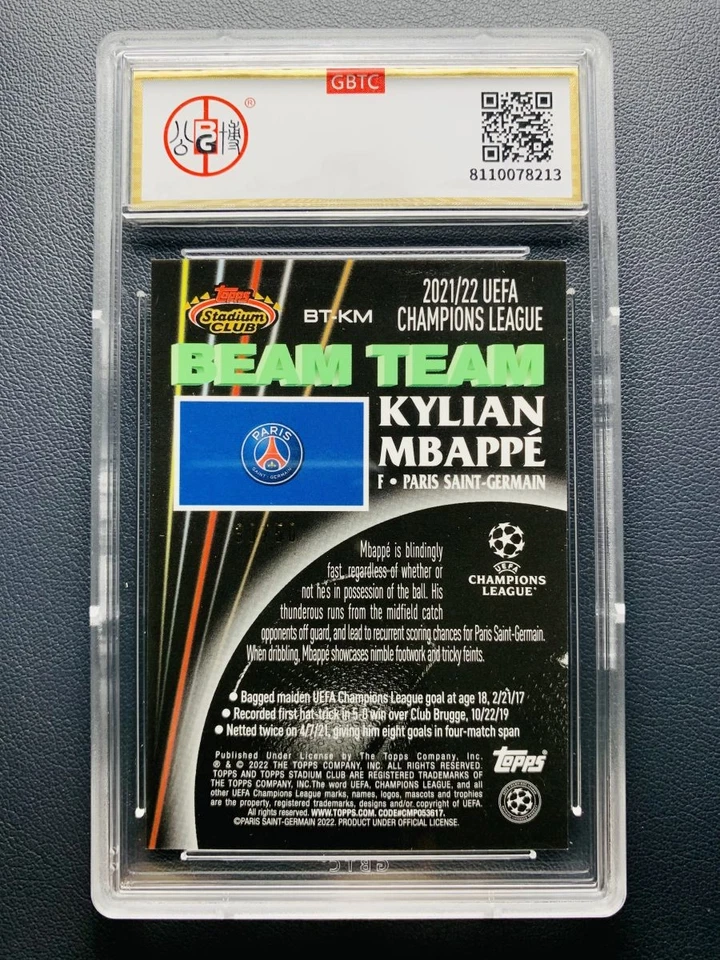 GBTC
公 BG 博
®
8110078213
Topps
Stadium
CLUB
BT-KM
2021/22 UEFA
CHAMPIONS LEAGUE
BEAM TEAM
PARIS
SAINT-GERMAIN
KYLIAN
MBAPPÉ
F • PARIS SAINT-GERMAIN
Mbappé is blindingly
fast, regardless of whether or
not he's in possession of the ball. His
thunderous runs from the midfield catch
opponents off guard, and lead to recurrent scoring chances for Paris Saint-Germain.
When dribbling, Mbappé showcases nimble footwork and tricky feints.
UEFA
CHAMPIONS
LEAGUE
• Bagged maiden UEFA Champions League goal at age 18, 2/21/17
• Recorded first hat-trick in 5-0 win over Club Brugge, 10/22/19
• Netted twice on 4/7/21, giving him eight goals in four-match span
Published Under License by The Topps Company, Inc.
® & © 2022 THE TOPPS COMPANY, INC. ALL RIGHTS RESERVED.
TOPPS AND TOPPS STADIUM CLUB ARE REGISTERED TRADEMARKS OF
THE TOPPS COMPANY, INC.The word UEFA, CHAMPIONS LEAGUE, and all
other UEFA Champions League marks, names, logos, mascots and trophies
are the property, registered trademarks, designs and/or copyright of UEFA.
All rights reserved. WWW.TOPPS.COM. CODE#CMP053617.
©PARIS SAINT-GERMAIN 2022. PRODUCT UNDER OFFICIAL LICENSE.
Topps